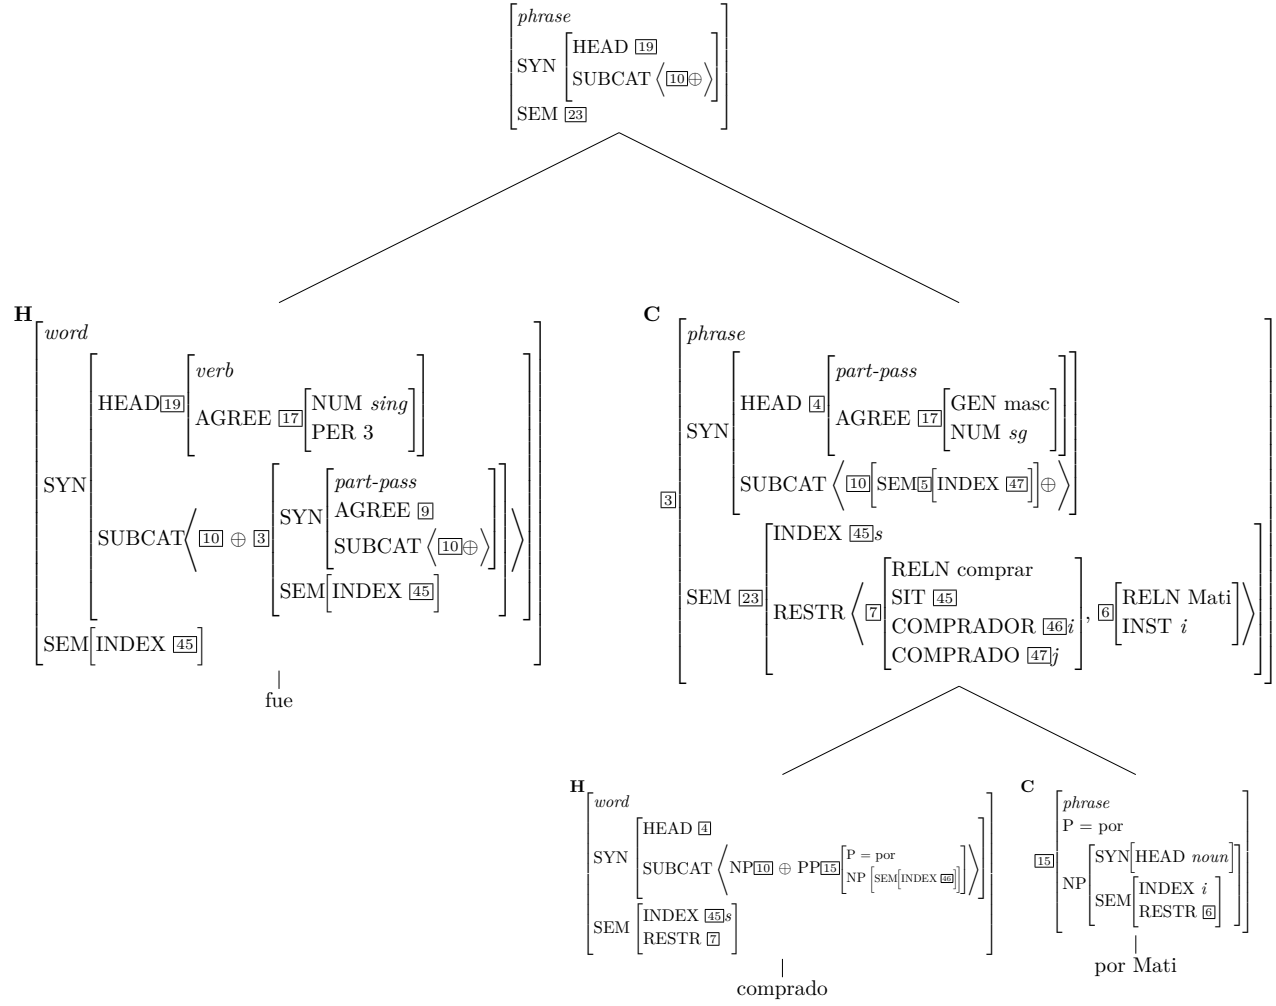 phrase
SYN
HEAD 19
SUBCAT ⟨ 10 ⊕ ⟩
SEM 23
H
word
SYN
HEAD 19
verb
AGREE 17
NUM sing
PER 3
SUBCAT ⟨ 10 ⊕ 3
SYN
part-pass
AGREE 9
SUBCAT ⟨ 10 ⊕ ⟩
SEM [INDEX 45]
⟩
SEM [INDEX 45]
fue
C
3
phrase
SYN
HEAD 4
part-pass
AGREE 17
GEN masc
NUM sg
SUBCAT ⟨ 10 [SEM 5 [INDEX 47]] ⊕ ⟩
SEM 23
INDEX 45 s
RESTR ⟨ 7
RELN comprar
SIT 45
COMPRADOR 46 i
COMPRADO 47 j
, 6
RELN Mati
INST i
⟩
H
word
SYN
HEAD 4
SUBCAT ⟨ NP 10 ⊕ PP 15
P = por
NP [SEM [INDEX 46]]
⟩
SEM
INDEX 45 s
RESTR 7
comprado
C
15
phrase
P = por
NP
SYN [HEAD noun]
SEM
INDEX i
RESTR 6
por Mati